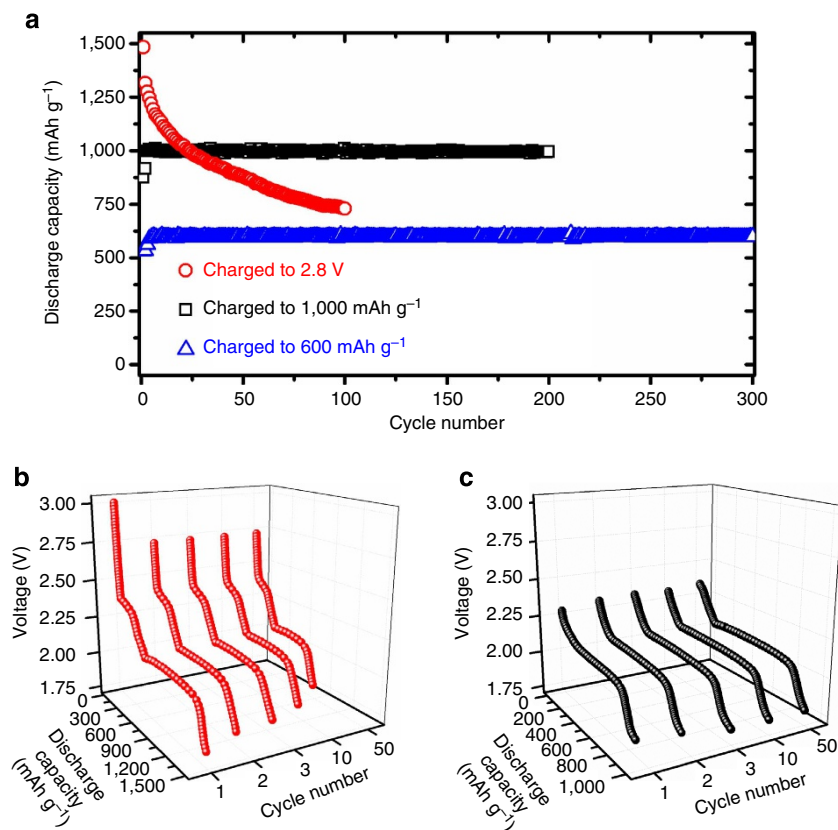 a
1,500
1,250
1,000
750
500
250
0
Discharge capacity (mAh g⁻¹)
Charged to 2.8 V
Charged to 1,000 mAh g⁻¹
Charged to 600 mAh g⁻¹
0 50 100 150 200 250 300
Cycle number
b
3.00
2.75
2.50
2.25
2.00
1.75
Voltage (V)
0
300
600
900
1,200
1,500
Discharge
capacity
(mAh g⁻¹)
1 2 3 10 50
Cycle number
c
3.00
2.75
2.50
2.25
2.00
1.75
Voltage (V)
0
200
400
600
800
1,000
Discharge
capacity
(mAh g⁻¹)
1 2 3 10 50
Cycle number